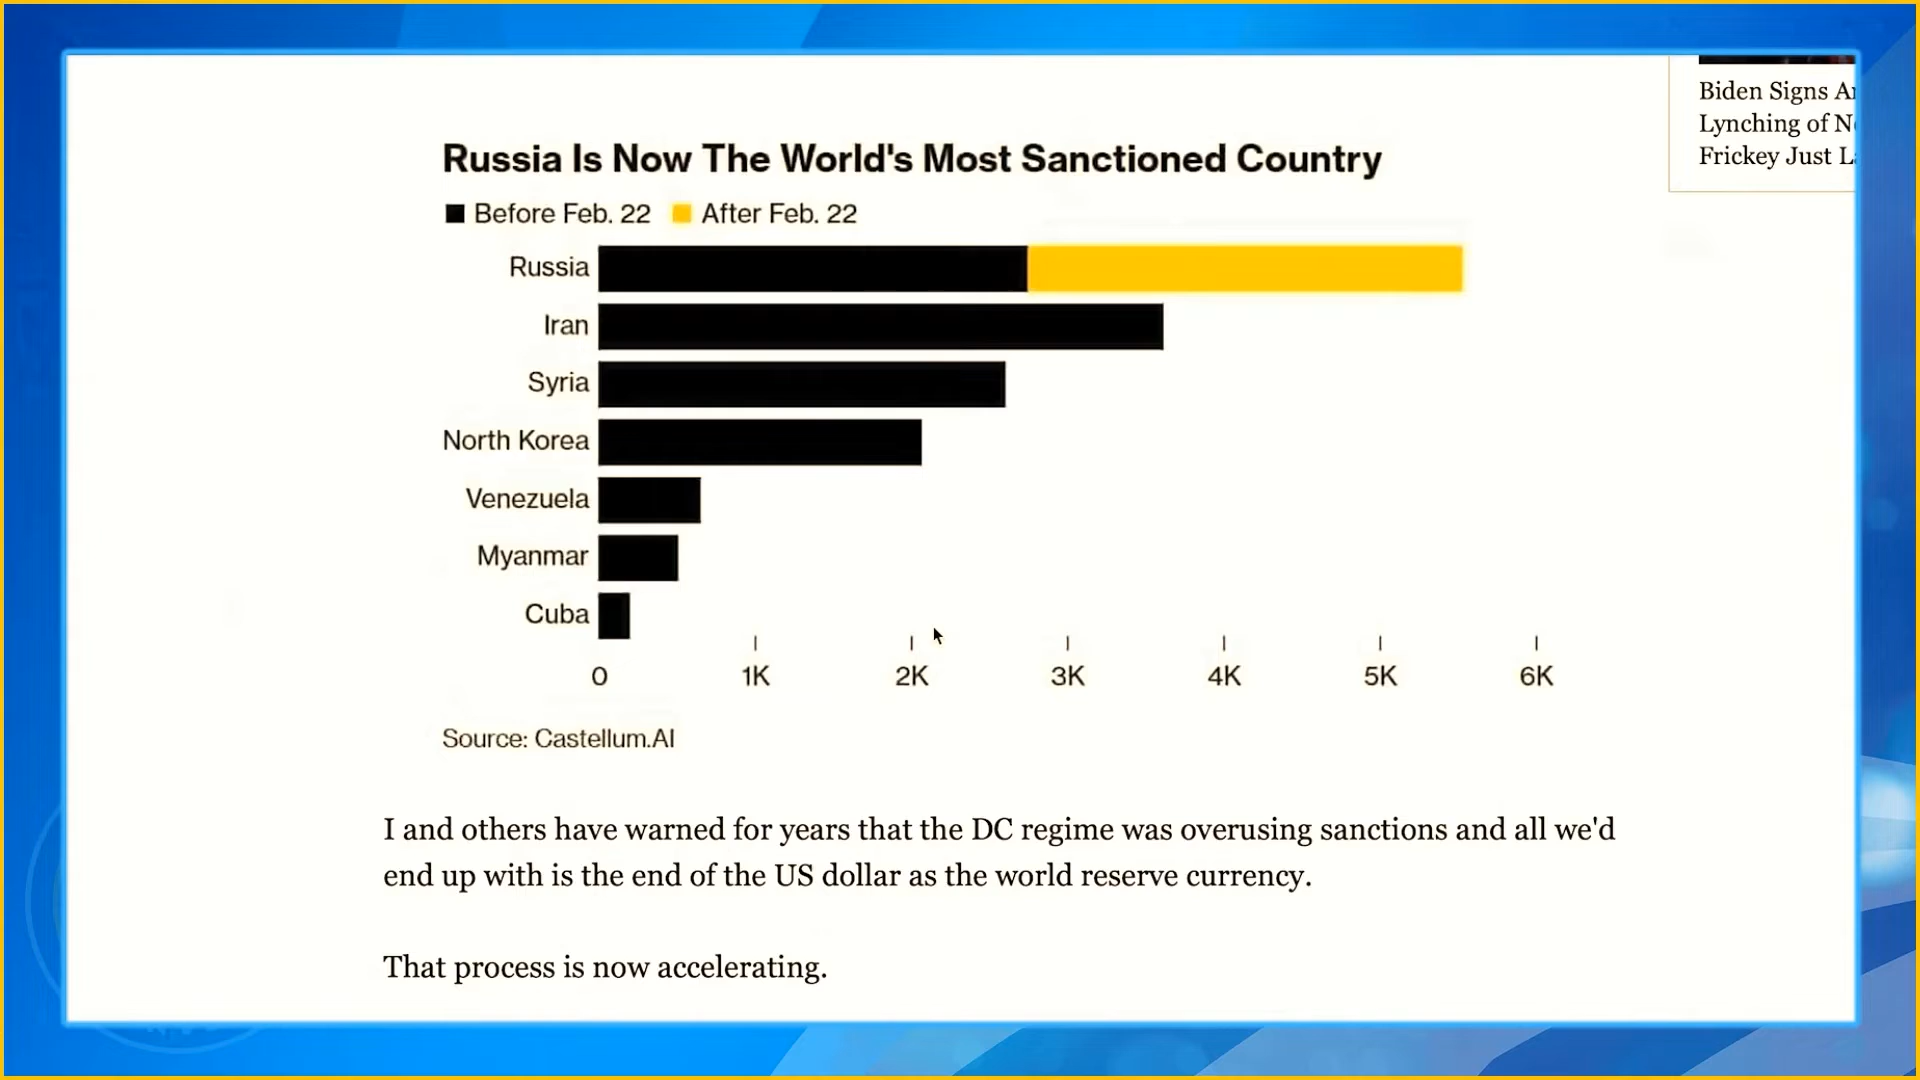 Biden Signs
Lynching of
Frickey Just
Russia Is Now The World's Most Sanctioned Country
Before Feb. 22 After Feb. 22
Russia
Iran
Syria
North Korea
Venezuela
Myanmar
Cuba
0 1K 2K 3K 4K 5K 6K
Source: Castellum.AI
I and others have warned for years that the DC regime was overusing sanctions and all we'd
end up with is the end of the US dollar as the world reserve currency.
That process is now accelerating.